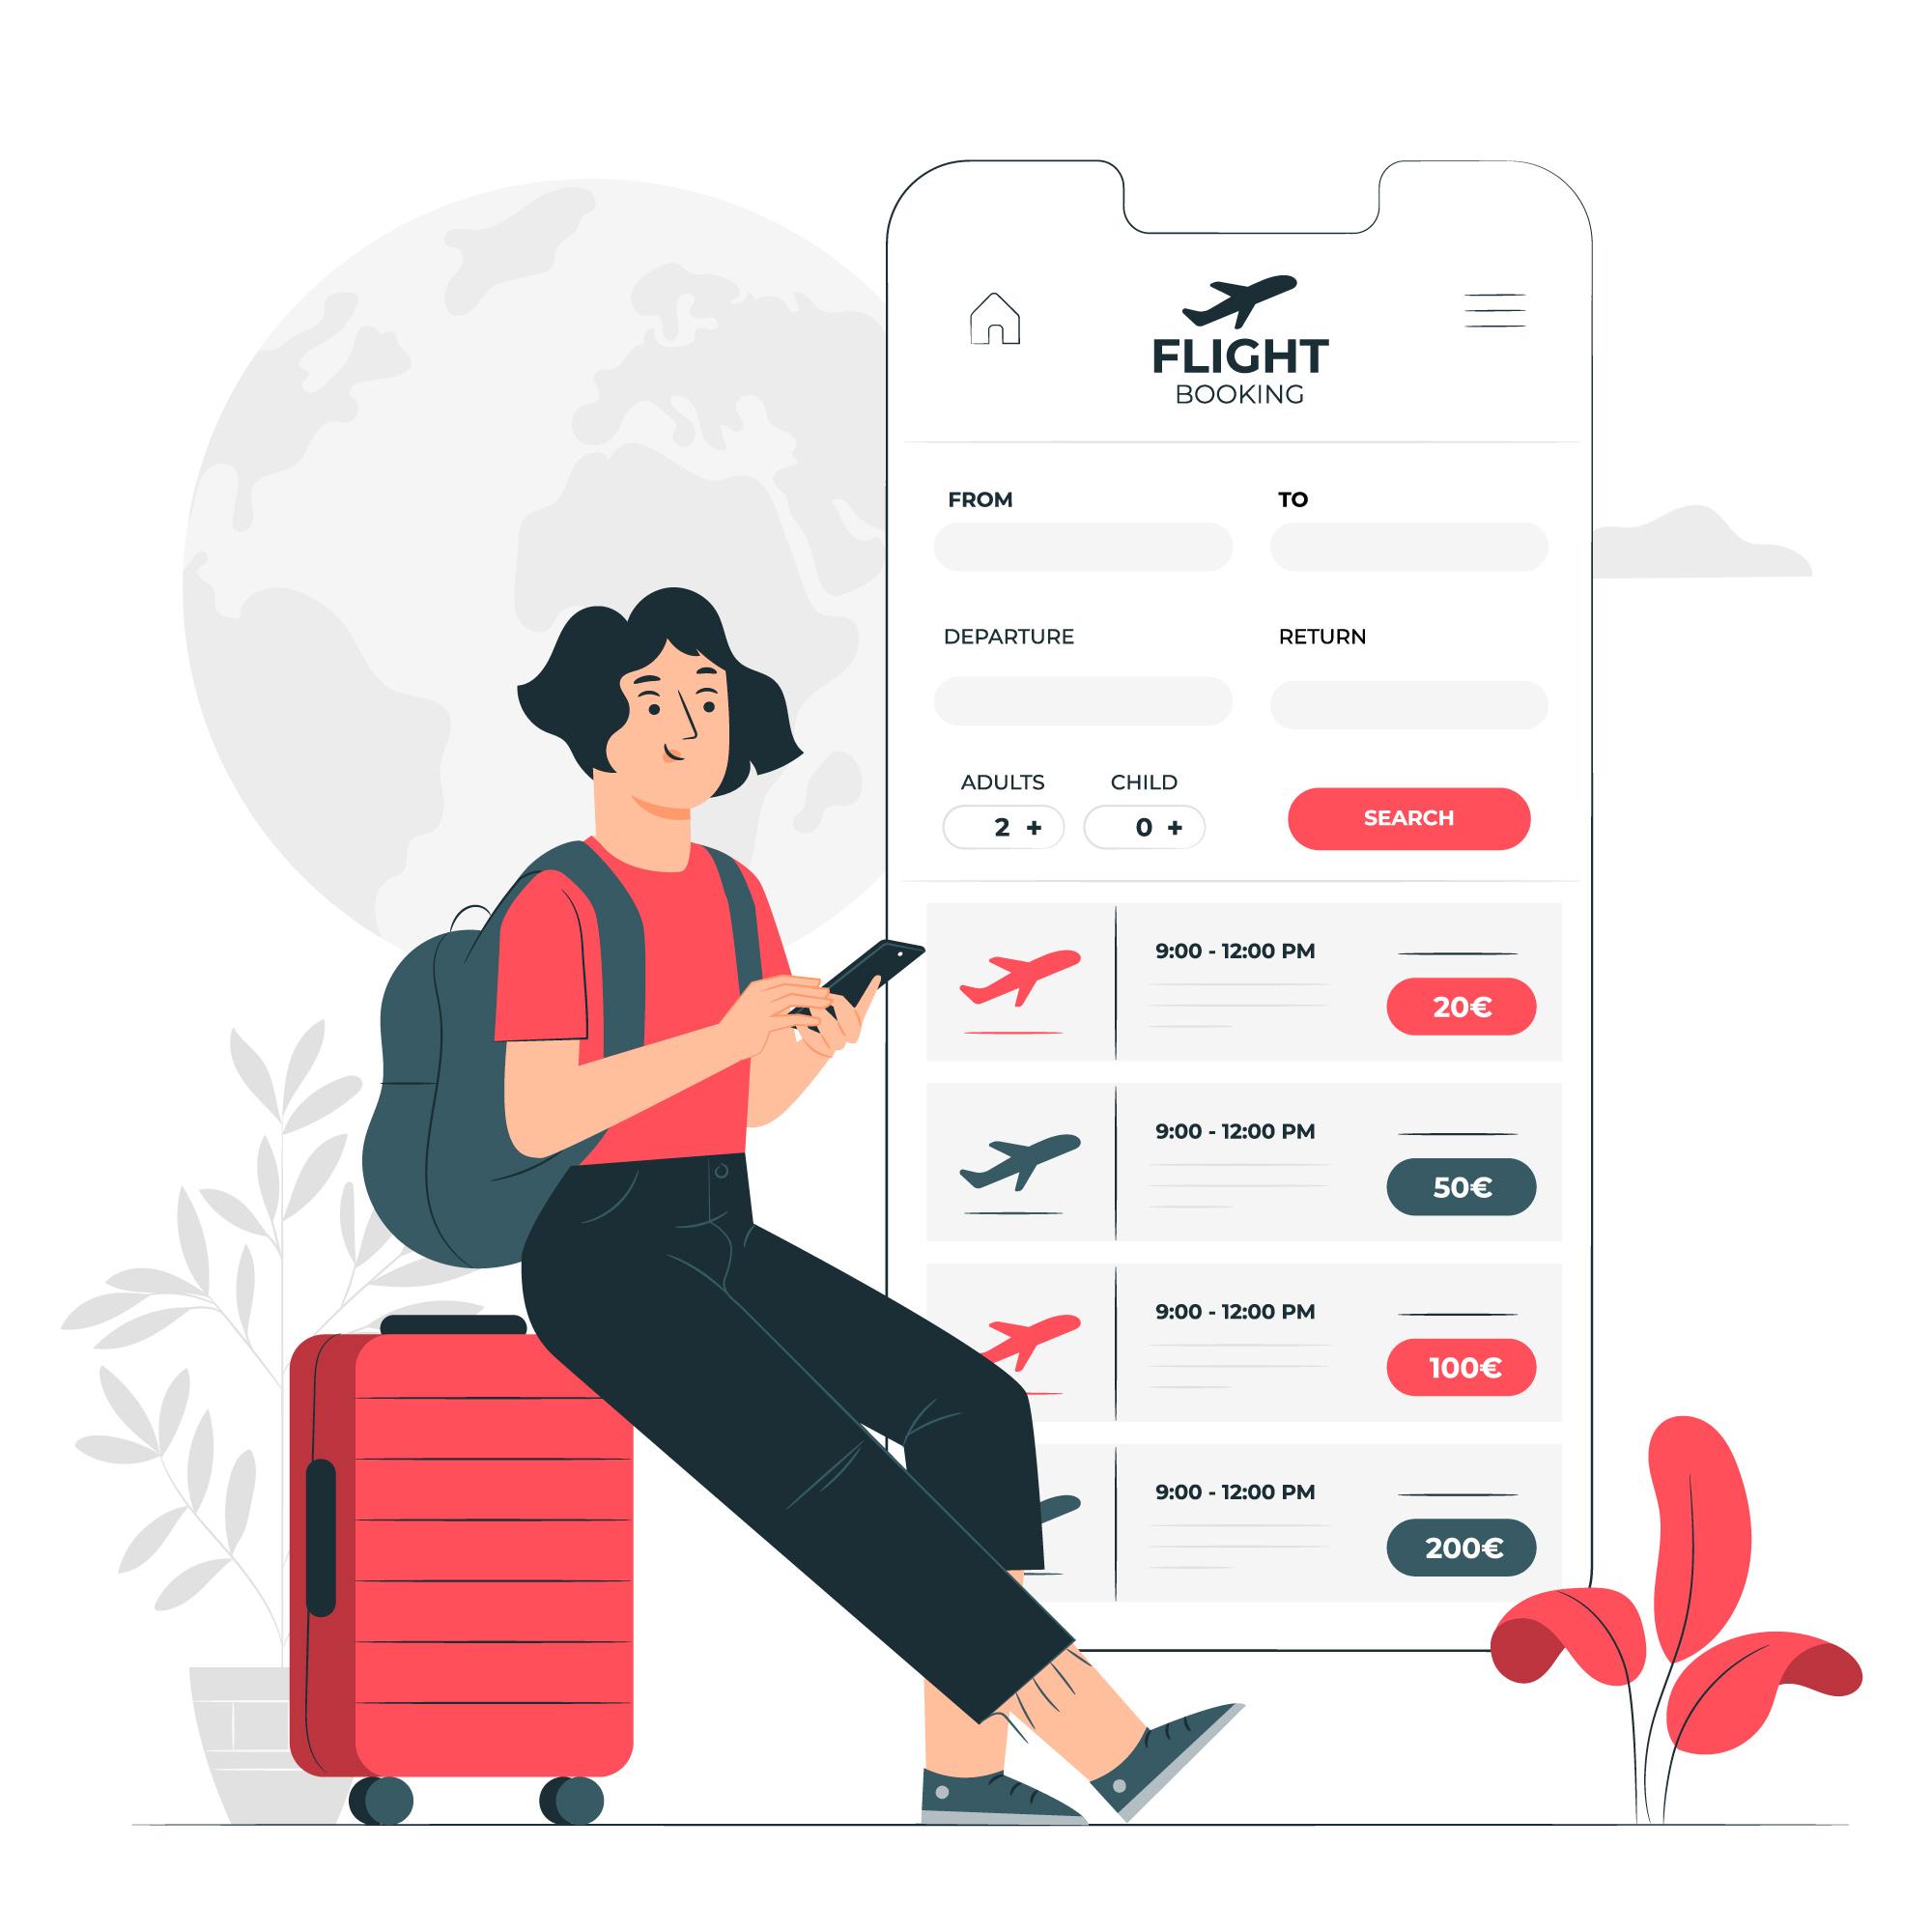 FLIGHT
BOOKING
FROM TO
DEPARTURE RETURN
ADULTS CHILD
2 + 0 + SEARCH
9:00 - 12:00 PM
20€
9:00 - 12:00 PM
50€
9:00 - 12:00 PM
100€
9:00 - 12:00 PM
200€